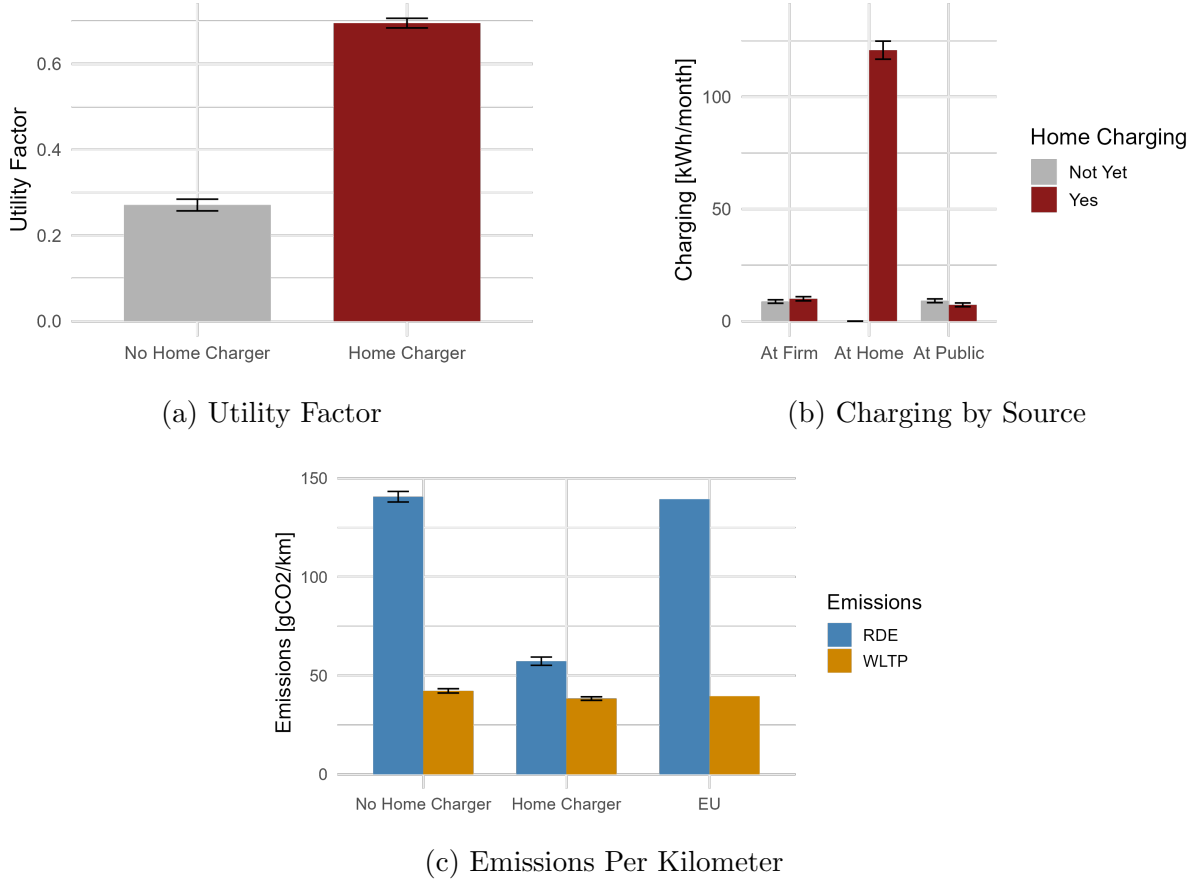 Utility Factor
0.6
0.4
0.2
0.0
No Home Charger Home Charger
(a) Utility Factor
Charging [kWh/month]
100
50
0
At Firm At Home At Public
Home Charging
Not Yet
Yes
(b) Charging by Source
Emissions [gCO2/km]
150
100
50
0
No Home Charger Home Charger EU
Emissions
RDE
WLTP
(c) Emissions Per Kilometer